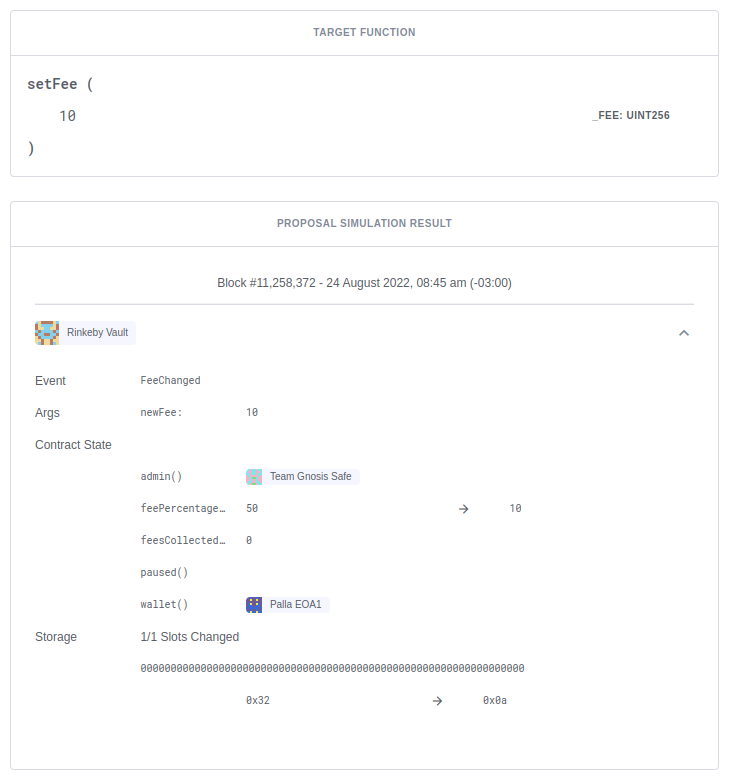 TARGET FUNCTION
setFee (
10 _FEE: UINT256
)
PROPOSAL SIMULATION RESULT
Block #11,258,372 - 24 August 2022, 08:45 am (-03:00)
Rinkeby Vault
Event FeeChanged
Args newFee: 10
Contract State
admin() Team Gnosis Safe
feePercentage… 50 → 10
feesCollected… 0
paused()
wallet() Palla EOA1
Storage 1/1 Slots Changed
0000000000000000000000000000000000000000000000000000000000000000
0x32 → 0x0a